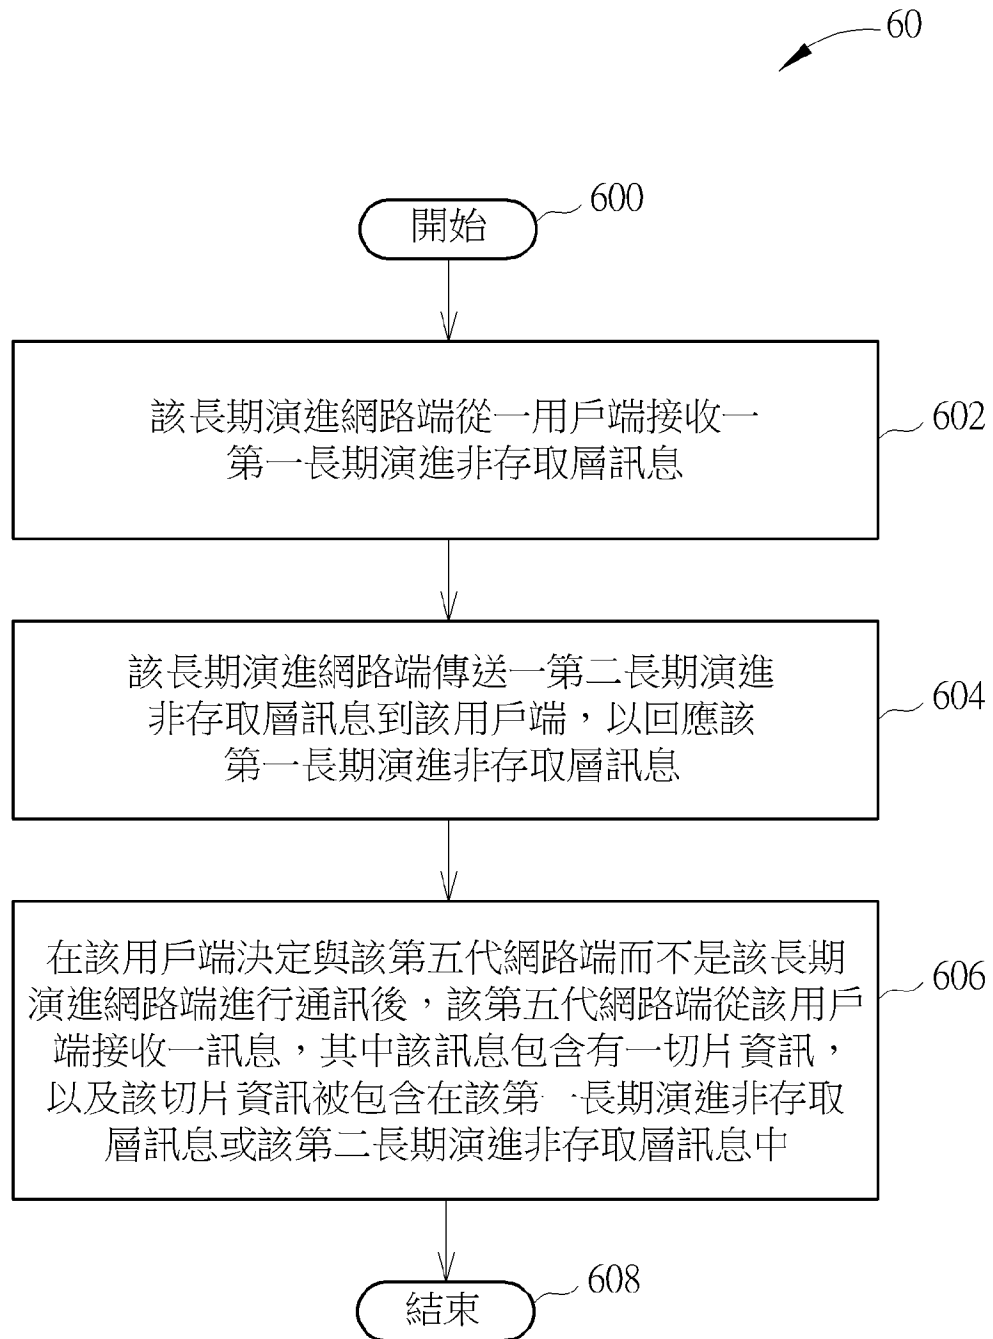 60
開始
600
該長期演進網路端從一用戶端接收一
第一長期演進非存取層訊息
602
該長期演進網路端傳送一第二長期演進
非存取層訊息到該用戶端，以回應該
第一長期演進非存取層訊息
604
在該用戶端決定與該第五代網路端而不是該長期
演進網路端進行通訊後，該第五代網路端從該用戶
端接收一訊息，其中該訊息包含有一切片資訊，
以及該切片資訊被包含在該第一長期演進非存取
層訊息或該第二長期演進非存取層訊息中
606
結束
608